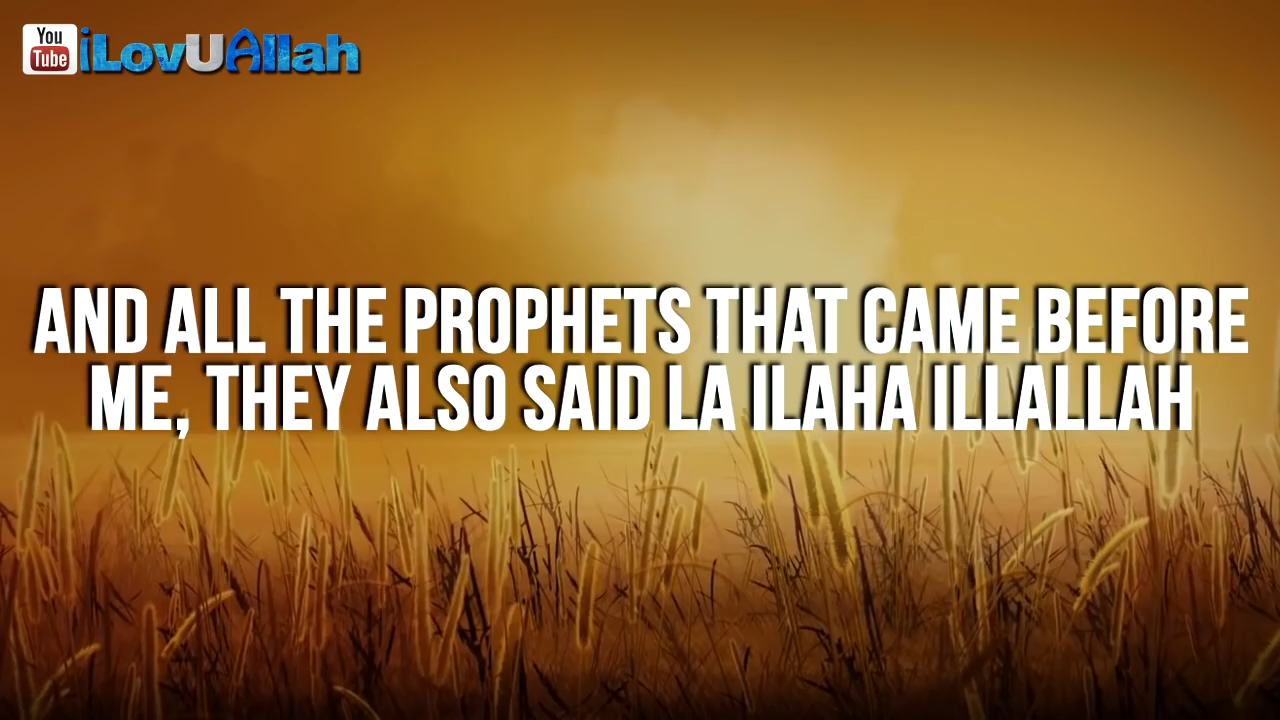 You
Tube iLovUAllah
AND ALL THE PROPHETS THAT CAME BEFORE
ME, THEY ALSO SAID LA ILAHA ILLALLAH